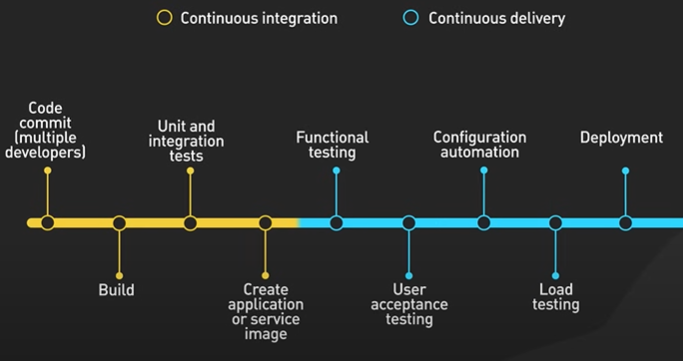 Continuous integration
Continuous delivery
Code
commit
(multiple
developers)
Unit and
integration
tests
Functional
testing
Configuration
automation
Deployment
Build
Create
application
or service
image
User
acceptance
testing
Load
testing